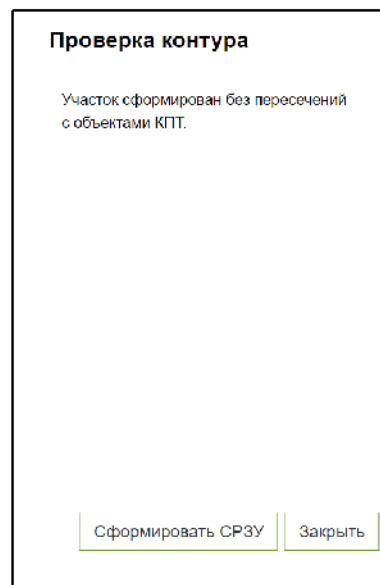 Проверка контура
Участок сформирован без пересечений
с объектами КПТ.
Сформировать СРЗУ
Закрыть